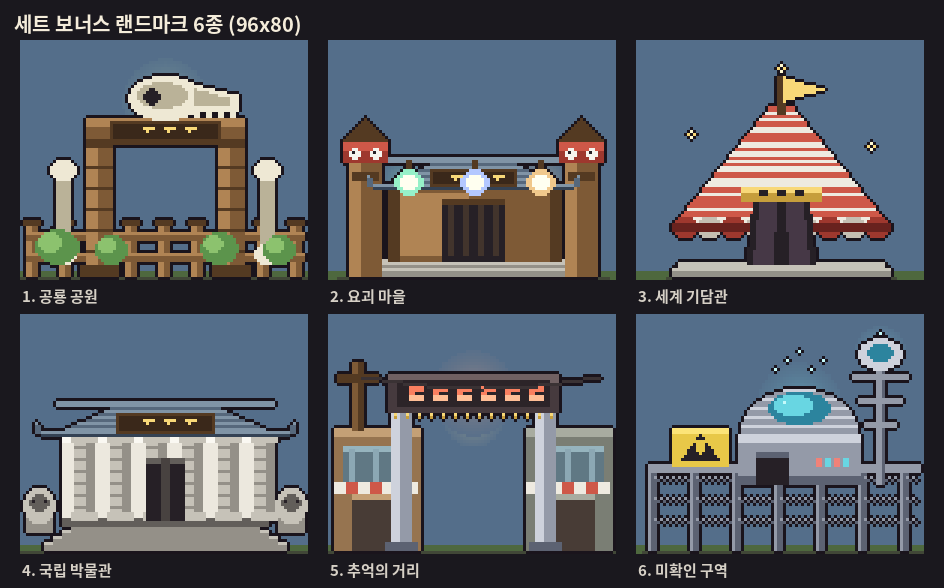 세트 보너스 랜드마크 6종 (96x80)
1. 공룡 공원
2. 요괴 마을
3. 세계 기담관
4. 국립 박물관
5. 추억의 거리
6. 미확인 구역